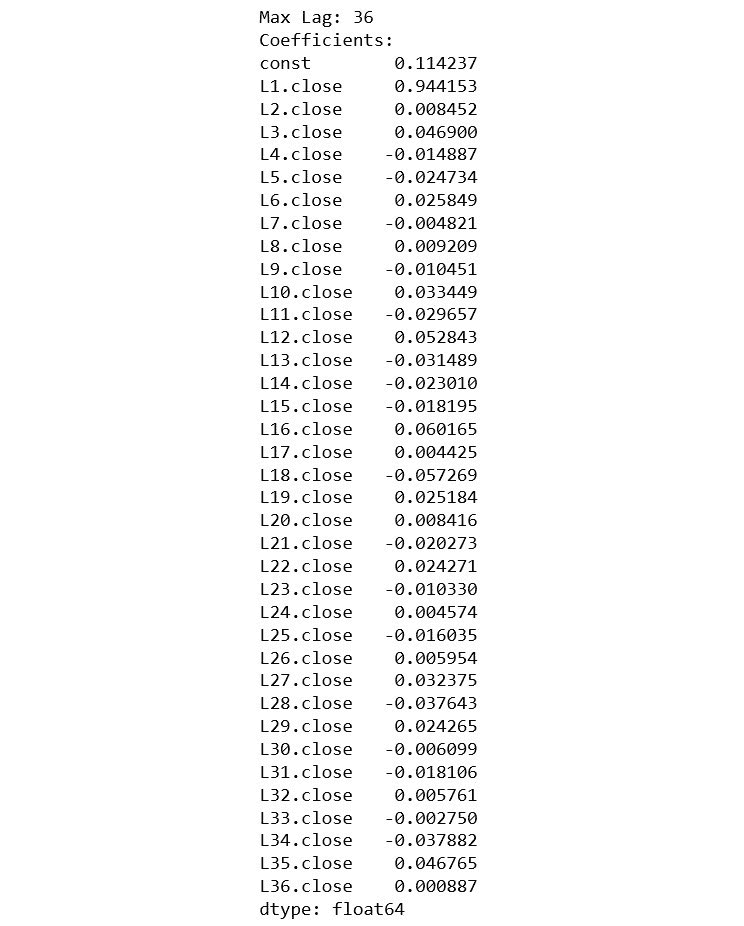 Max Lag: 36
Coefficients:
const 0.114237
L1.close 0.944153
L2.close 0.008452
L3.close 0.046900
L4.close -0.014887
L5.close -0.024734
L6.close 0.025849
L7.close -0.004821
L8.close 0.009209
L9.close -0.010451
L10.close 0.033449
L11.close -0.029657
L12.close 0.052843
L13.close -0.031489
L14.close -0.023010
L15.close -0.018195
L16.close 0.060165
L17.close 0.004425
L18.close -0.057269
L19.close 0.025184
L20.close 0.008416
L21.close -0.020273
L22.close 0.024271
L23.close -0.010330
L24.close 0.004574
L25.close -0.016035
L26.close 0.005954
L27.close 0.032375
L28.close -0.037643
L29.close 0.024265
L30.close -0.006099
L31.close -0.018106
L32.close 0.005761
L33.close -0.002750
L34.close -0.037882
L35.close 0.046765
L36.close 0.000887
dtype: float64